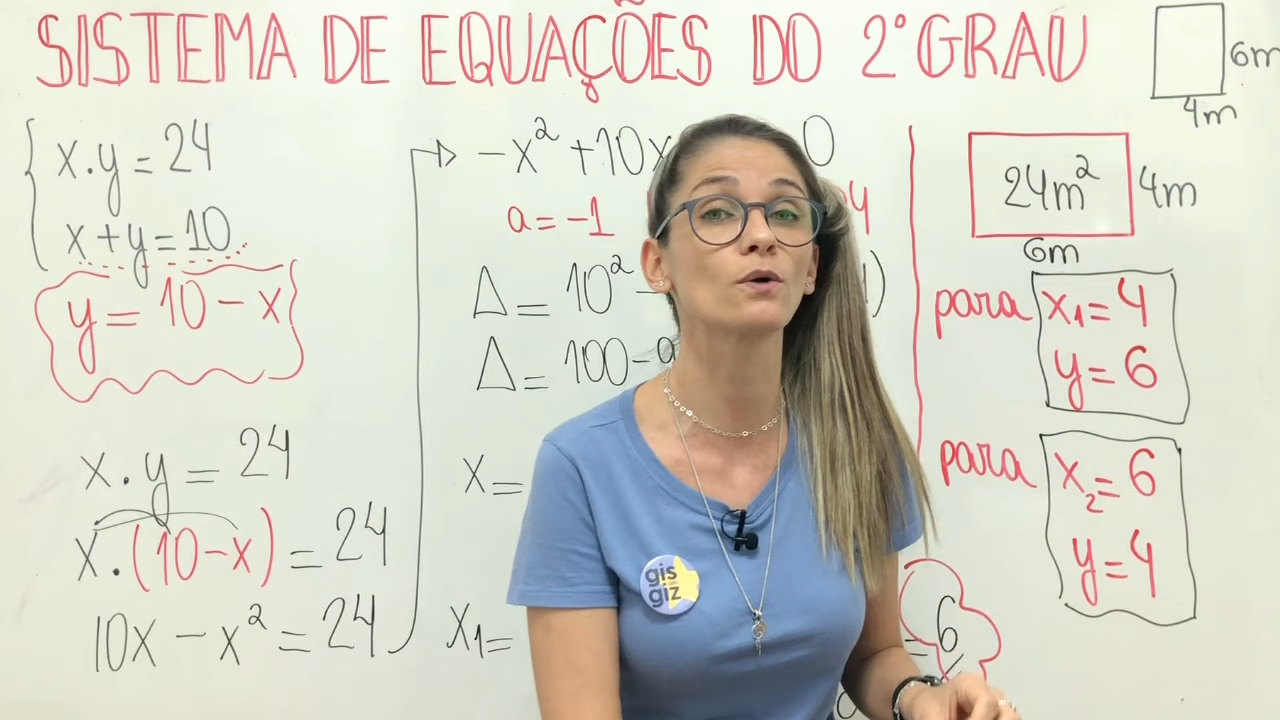 SISTEMA DE EQUAÇÕES DO 2° GRAU
x.y = 24
x+y = 10
y = 10 - x
x.y = 24
x.(10-x) = 24
10x - x² = 24
-x² + 10x 0
a = -1
Δ = 10² -
Δ = 100 -
x =
x₁ =
= 6
gis
giz
6m
4m
24m²
4m
6m
para x₁ = 4
y = 6
para x₂ = 6
y = 4